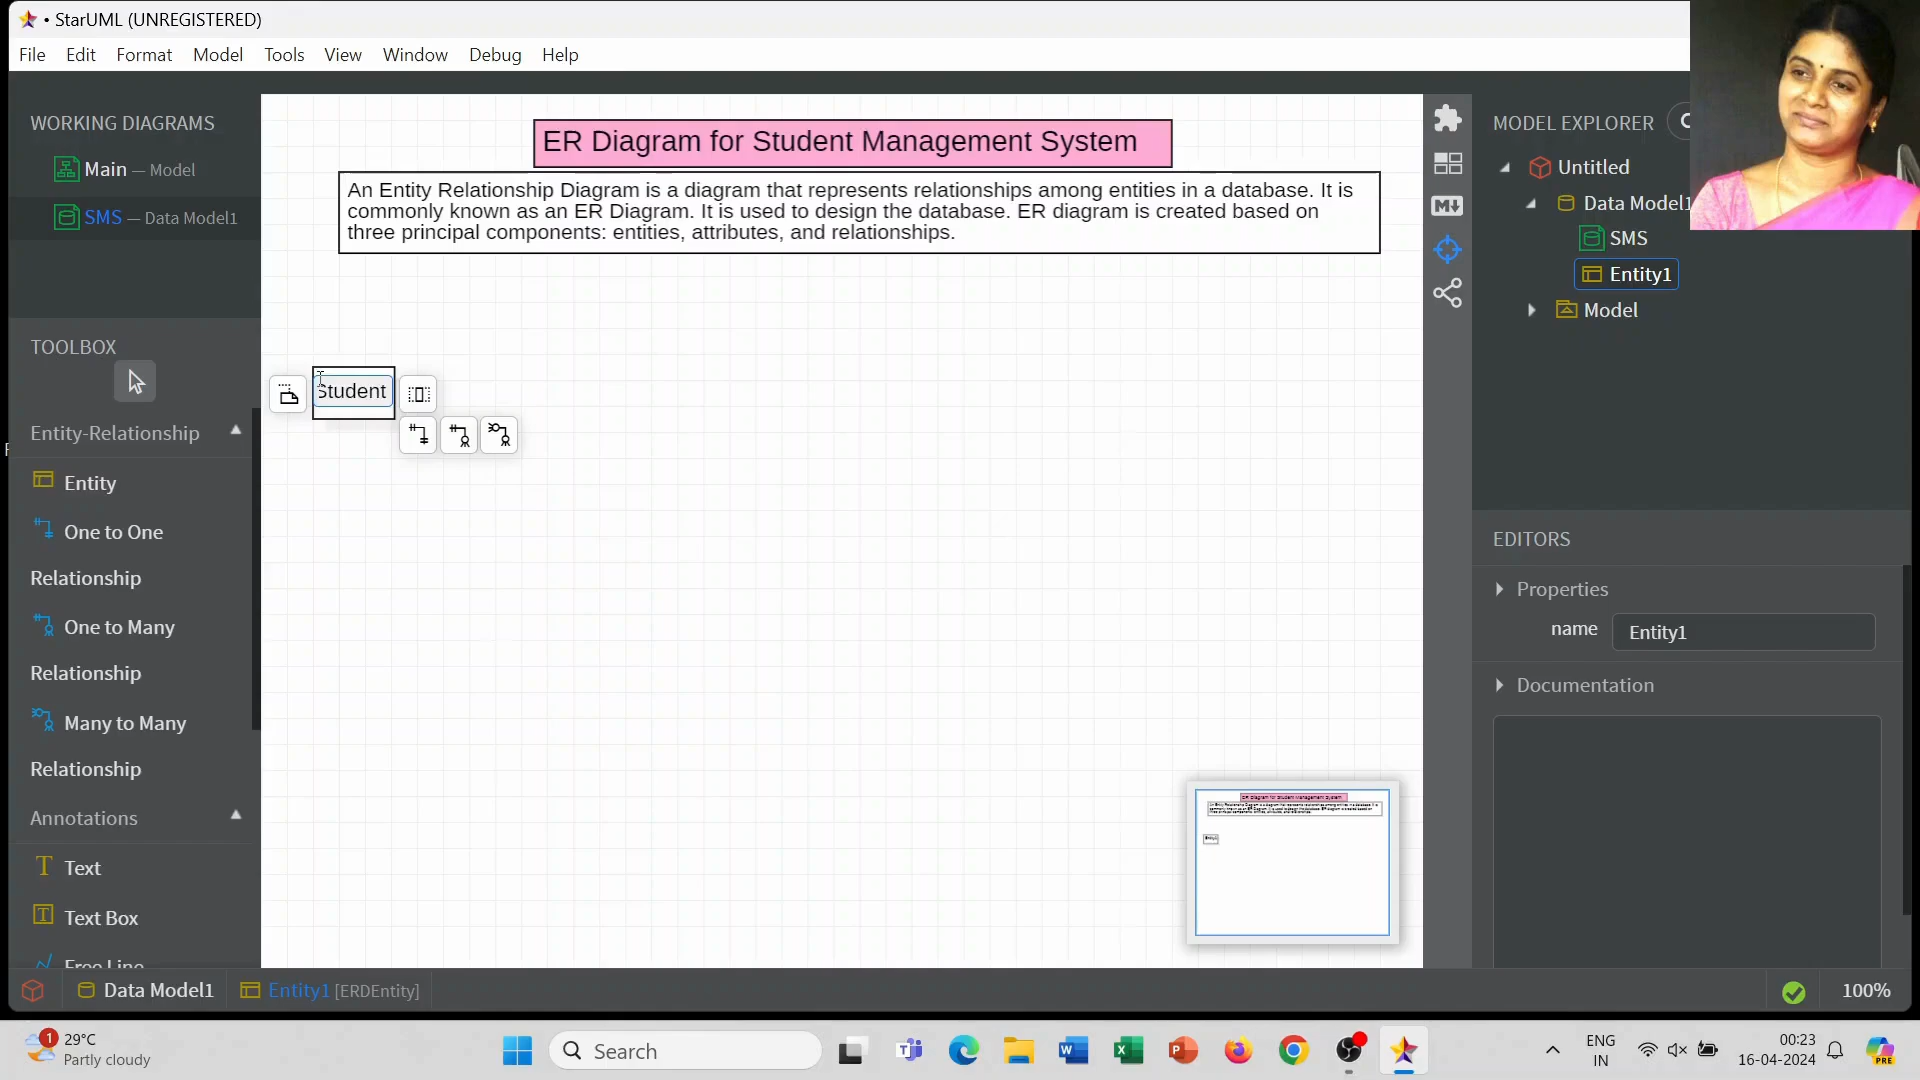 • StarUML (UNREGISTERED)
File Edit Format Model Tools View Window Debug Help
WORKING DIAGRAMS
Main — Model
SMS — Data Model1
TOOLBOX
Entity-Relationship
Entity
One to One
Relationship
One to Many
Relationship
Many to Many
Relationship
Annotations
Text
Text Box
Free Line
ER Diagram for Student Management System
An Entity Relationship Diagram is a diagram that represents relationships among entities in a database. It is
commonly known as an ER Diagram. It is used to design the database. ER diagram is created based on
three principal components: entities, attributes, and relationships.
Student
M
MODEL EXPLORER
Untitled
Data Model1
SMS
Entity1
Model
EDITORS
Properties
name Entity1
Documentation
Data Model1 Entity1 [ERDEntity] 100%
1 29°C
Partly cloudy
Search
ENG
IN
00:23
16-04-2024
PRE